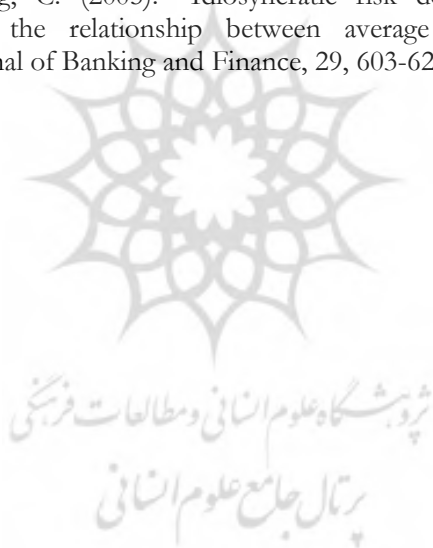 g, C. (2005). "Idiosyncratic risk d
the relationship between average
nal of Banking and Finance, 29, 603-62
پژوهشگاه علوم انسانی و مطالعات فرهنگی
پرتال جامع علوم انسانی